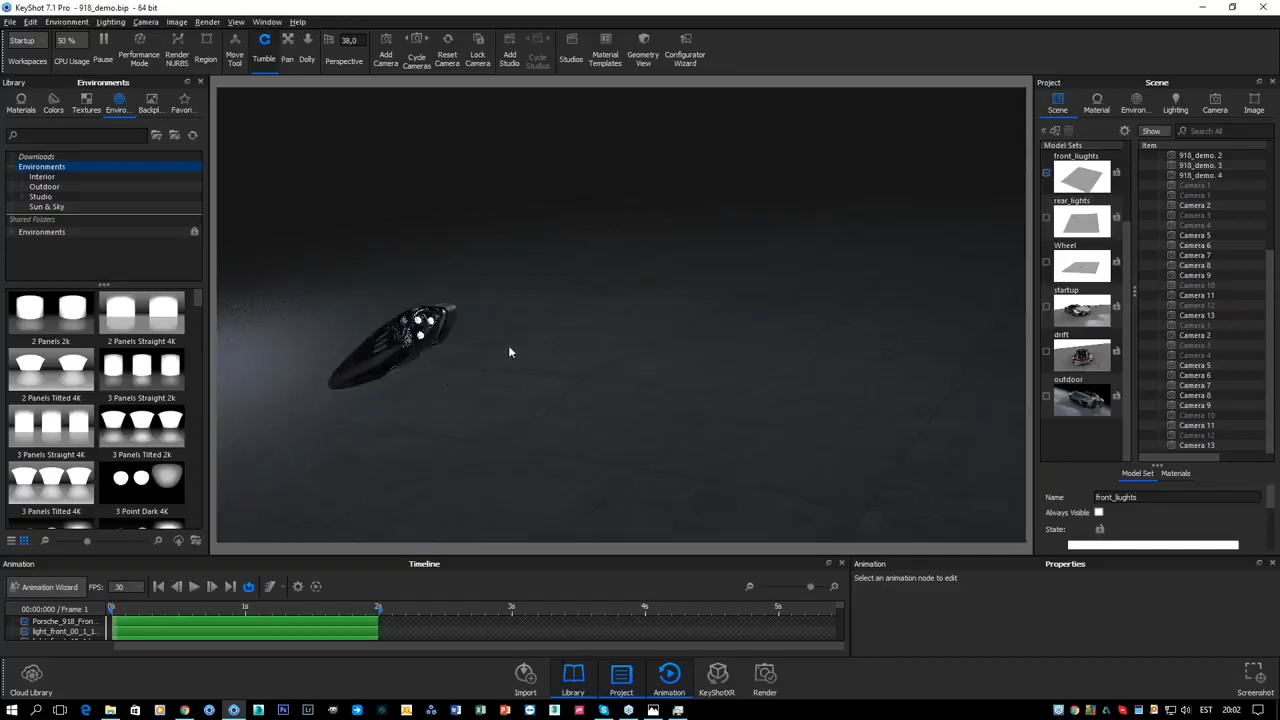 KeyShot 7.1 Pro - 918_demo.bip - 64 bit
File Edit Environment Lighting Camera Image Render View Window Help
Startup 50 % 38,0
Workspaces CPU Usage Pause Performance Mode Render NURBS Region Move Tool Tumble Pan Dolly Perspective Add Camera Cycle Cameras Reset Camera Lock Camera Add Studio Cycle Studios Studios Material Templates Geometry View Configurator Wizard
Library Environments Project Scene
Materials Colors Textures Enviro... Backpl... Favori... Scene Material Environ... Lighting Camera Image
Show Search All
Downloads
Environments
Interior
Outdoor
Studio
Sun & Sky
Shared Folders
Environments
2 Panels 2k 2 Panels Straight 4K
2 Panels Tilted 4K 3 Panels Straight 2k
3 Panels Straight 4K 3 Panels Tilted 2k
3 Panels Tilted 4K 3 Point Dark 4K
Model Sets Item
front_liughts
rear_lights
Wheel
startup
drift
outdoor
918_demo. 2
918_demo. 3
918_demo. 4
Camera 1
Camera 1
Camera 2
Camera 3
Camera 4
Camera 5
Camera 6
Camera 7
Camera 8
Camera 9
Camera 10
Camera 11
Camera 12
Camera 13
Camera 1
Camera 2
Camera 3
Camera 4
Camera 5
Camera 6
Camera 7
Camera 8
Camera 9
Camera 10
Camera 11
Camera 12
Camera 13
Model Set Materials
Name front_liughts
Always Visible
State:
Animation Timeline Animation Properties
Animation Wizard FPS: 30
Select an animation node to edit
00:00:000 / Frame 1 0s 1s 2s 3s 4s 5s
Porsche_918_Fron...
light_front_00_1_1...
Cloud Library Import Library Project Animation KeyShotXR Render Screenshot
EST 20:02